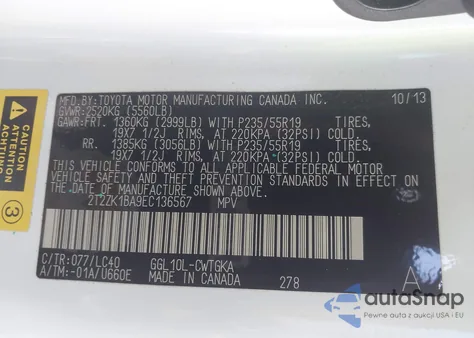 MFD.BY:TOYOTA MOTOR MANUFACTURING CANADA INC. 10/13
GVWR:2520KG (5560LB)
GAWR:FRT. 1360KG (2999LB) WITH P235/55R19 TIRES,
19X7 1/2J RIMS, AT 220KPA (32PSI) COLD.
RR. 1385KG (3056LB) WITH P235/55R19 TIRES,
19X7 1/2J RIMS, AT 220KPA (32PSI) COLD.
THIS VEHICLE CONFORMS TO ALL APPLICABLE FEDERAL MOTOR
VEHICLE SAFETY AND THEFT PREVENTION STANDARDS IN EFFECT
ON THE DATE OF MANUFACTURE SHOWN ABOVE.
2T2ZK1BA9EC136567 MPV
C/TR:077/LC40 GGL10L-CWTGKA A
A/TM:-01A/U660E MADE IN CANADA 278
CAUTION
ATTENTION
ACHTUNG
3
autoSnap
Pewne auta z dostawą z USA i EU